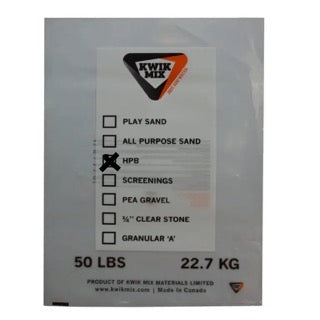 KWIK
MIX
PLAY SAND
ALL PURPOSE SAND
HPB
SCREENINGS
PEA GRAVEL
¾" CLEAR STONE
GRANULAR 'A'
50 LBS 22.7 KG
PRODUCT OF KWIK MIX MATERIALS LIMITED
www.kwikmix.com | Made in Canada